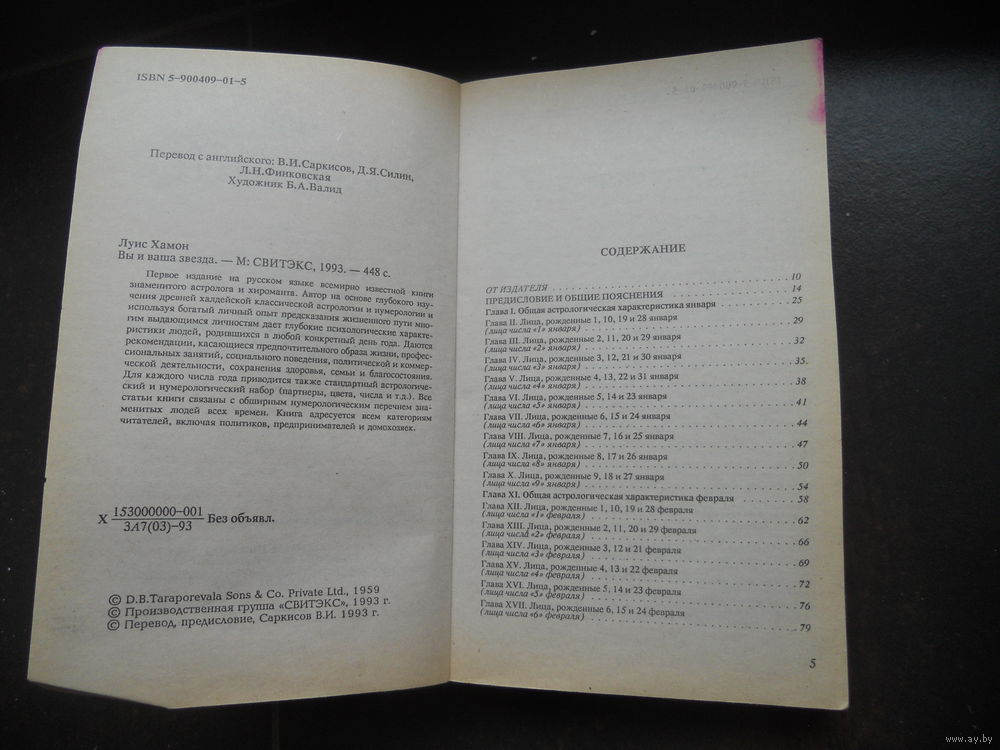 ISBN 5–900409–01–5
Перевод с английского: В.И.Саркисов, Д.Я.Силин,
Л.Н.Финковская
Художник Б.А.Валид
Луис Хамон
Вы и ваша звезда. — М: СВИТЭКС, 1993. — 448 с.
Первое издание на русском языке всемирно известной книги
знаменитого астролога и хироманта. Автор на основе глубокого изу-
чения древней халдейской классической астрологии и нумерологии и
используя богатый личный опыт предсказания жизненного пути мно-
гим выдающимся личностям дает глубокие психологические характе-
ристики людей, родившихся в любой конкретный день года. Даются
рекомендации, касающиеся предпочтительного образа жизни, профес-
сиональных занятий, социального поведения, политической и коммер-
ческой деятельности, сохранения здоровья, семьи и благосостояния.
Для каждого числа года приводится также стандартный астрологиче-
ский и нумерологический набор (партнеры, цвета, числа и т.д.). Все
статьи книги связаны с обширным нумерологическим перечнем зна-
менитых людей всех времен. Книга адресуется всем категориям
читателей, включая политиков, предпринимателей и домохозяек.
Х 153000000–001
3Л7(03)–93 Без объявл.
© D.B.Taraporevala Sons & Co. Private Ltd., 1959
© Производственная группа «СВИТЭКС», 1993 г.
© Перевод, предисловие, Саркисов В.И. 1993 г.
СОДЕРЖАНИЕ
ОТ ИЗДАТЕЛЯ 10
ПРЕДИСЛОВИЕ И ОБЩИЕ ПОЯСНЕНИЯ 14
Глава I. Общая астрологическая характеристика января 25
Глава II. Лица, рожденные 1, 10, 19 и 28 января
(лица числа «1» января) 29
Глава III. Лица, рожденные 2, 11, 20 и 29 января
(лица числа «2» января) 32
Глава IV. Лица, рожденные 3, 12, 21 и 30 января
(лица числа «3» января) 35.
Глава V. Лица, рожденные 4, 13, 22 и 31 января
(лица числа «4» января) 38
Глава VI. Лица, рожденные 5, 14 и 23 января
(лица числа «5» января) 41
Глава VII. Лица, рожденные 6, 15 и 24 января
(лица числа «6» января) 44
Глава VIII. Лица, рожденные 7, 16 и 25 января
(лица числа «7» января) 47
Глава IX. Лица, рожденные 8, 17 и 26 января
(лица числа «8» января) 50
Глава X. Лица, рожденные 9, 18 и 27 января
(лица числа «9» января) 54
Глава XI. Общая астрологическая характеристика февраля 58
Глава XII. Лица, рожденные 1, 10, 19 и 28 февраля
(лица числа «1» февраля) 62
Глава XIII. Лица, рожденные 2, 11, 20 и 29 февраля
(лица числа «2» февраля) 66
Глава XIV. Лица, рожденные 3, 12 и 21 февраля
(лица числа «3» февраля) 69
Глава XV. Лица, рожденные 4, 13 и 22 февраля
(лица числа «4» февраля) 72
Глава XVI. Лица, рожденные 5, 14 и 23 февраля
(лица числа «5» февраля) 76
Глава XVII. Лица, рожденные 6, 15 и 24 февраля
(лица числа «6» февраля) 79
5
www.ay.by